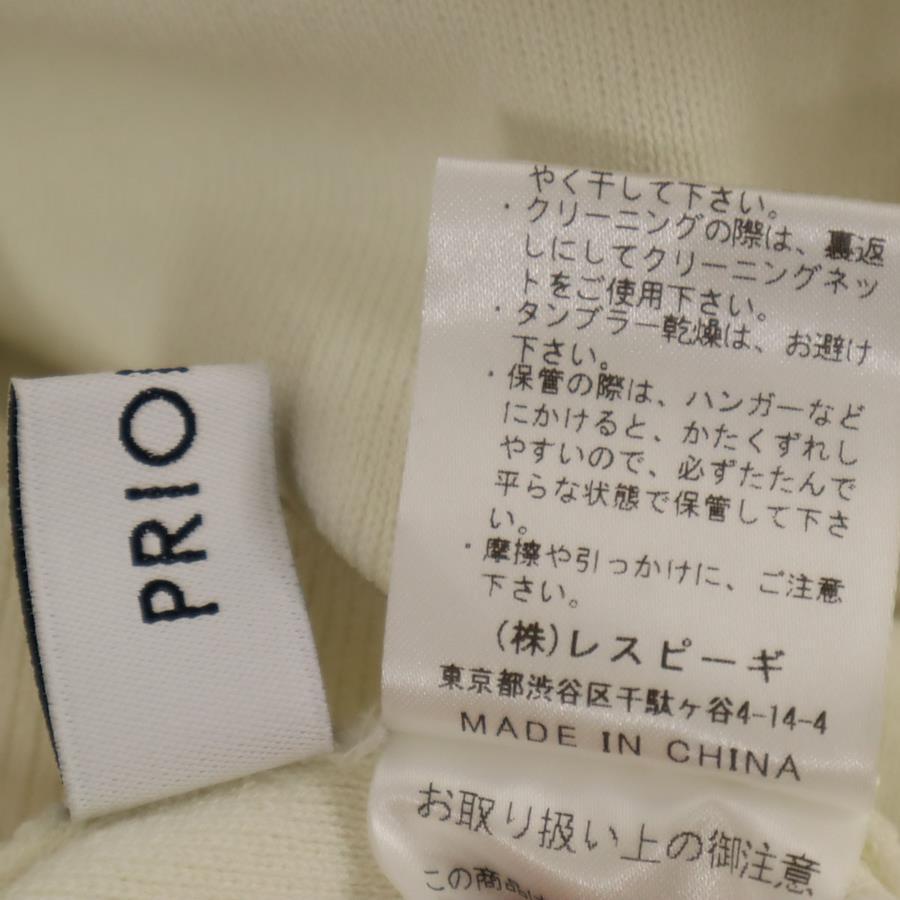 PRIO
やく干して下さい。
・クリーニングの際は、裏返
しにしてクリーニングネッ
トをご使用下さい。
・タンブラー乾燥は、お避け
下さい。
・保管の際は、ハンガーなど
にかけると、かたくずれし
やすいので、必ずたたんで
平らな状態で保管して下さ
い。
・摩擦や引っかけに、ご注意
下さい。
(株)レスピーギ
東京都渋谷区千駄ヶ谷4-14-4
MADE IN CHINA
お取り扱い上の御注意
この商品は